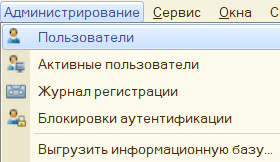 Администрирование Сервис Окна С
Пользователи
Активные пользователи
Журнал регистрации
Блокировки аутентификации
Выгрузить информационную базу...